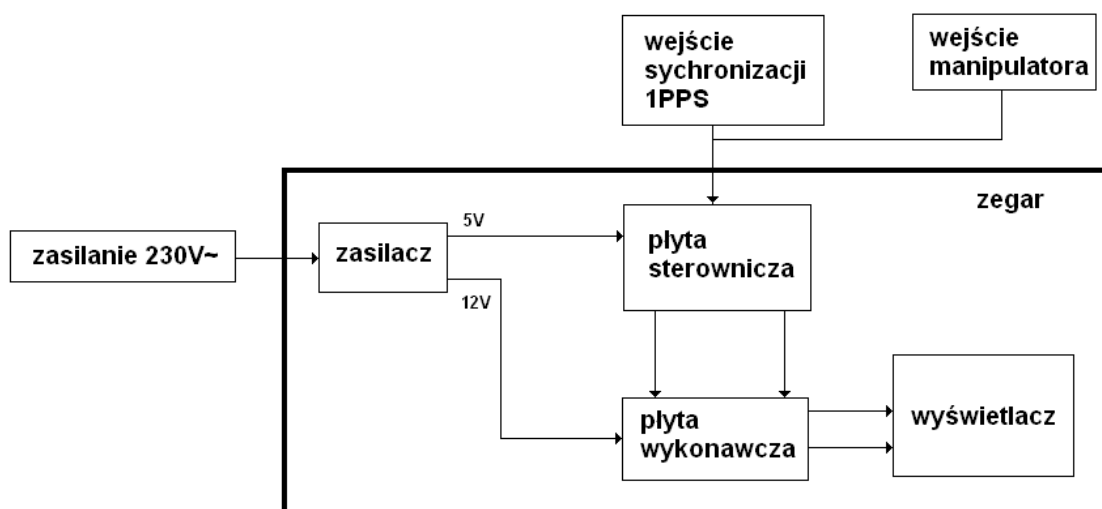 wejście
sychronizacji
1PPS
wejście
manipulatora
zegar
zasilanie 230V~
zasilacz
5V
12V
płyta
sterownicza
płyta
wykonawcza
wyświetlacz